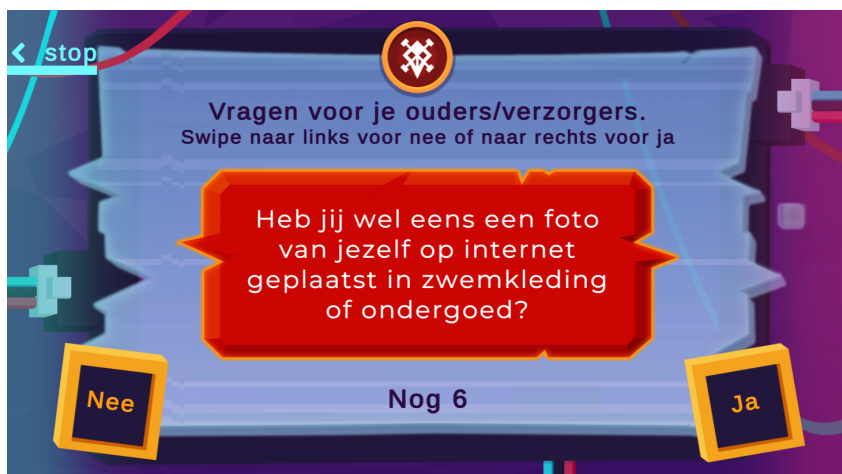 stop
Vragen voor je ouders/verzorgers.
Swipe naar links voor nee of naar rechts voor ja
Heb jij wel eens een foto
van jezelf op internet
geplaatst in zwemkleding
of ondergoed?
Nee
Nog 6
Ja